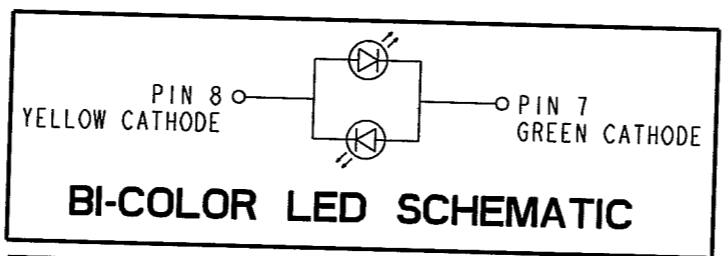 PIN 8
YELLOW CATHODE
PIN 7
GREEN CATHODE
BI-COLOR LED SCHEMATIC